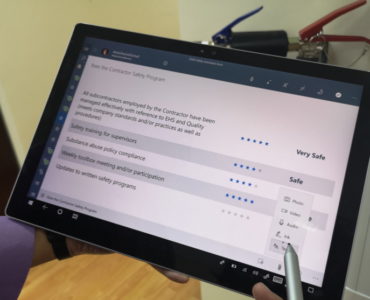 Does the Contractor Safety Program
All subcontractors employed by the Contractor have been
managed effectively with reference to EHS and Quality
(meets company standards and/or practices as well as
procedures)
★★★★★ Very Safe
Safety training for supervisors
Substance abuse policy compliance
★★★★ Safe
Weekly toolbox meeting and/or participation
Updates to written safety programs
Photo
Video
Audio
Ink